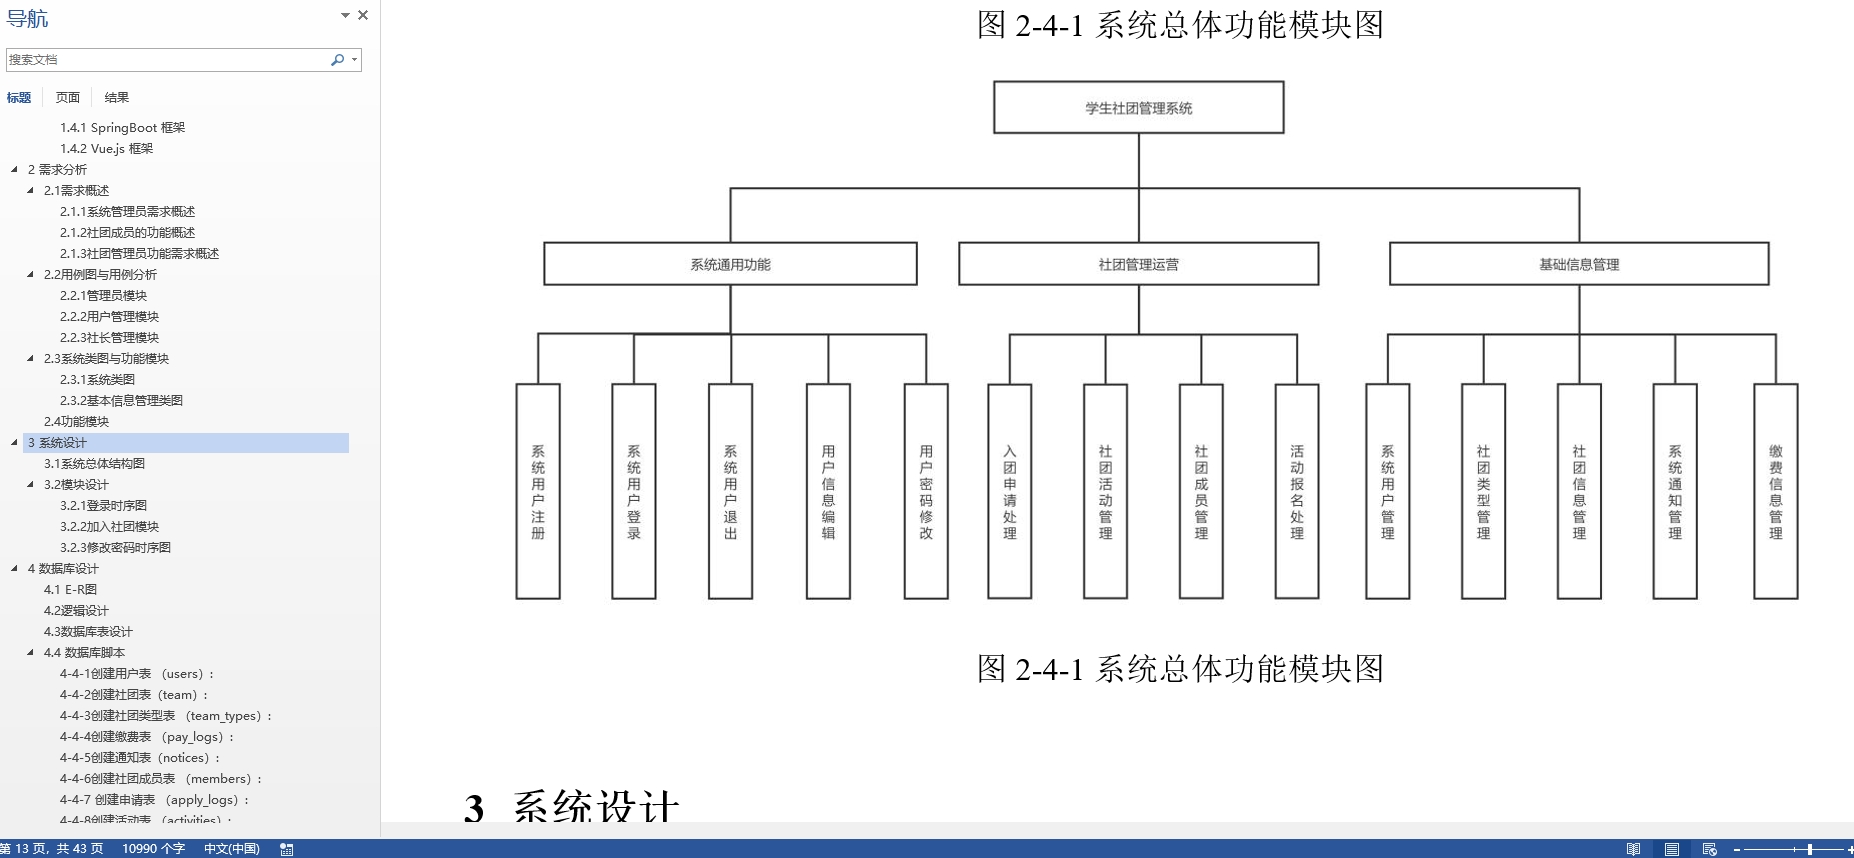 导航
搜索文档
标题 页面 结果
1.4.1 SpringBoot 框架
1.4.2 Vue.js 框架
2 需求分析
2.1需求概述
2.1.1系统管理员需求概述
2.1.2社团成员的功能概述
2.1.3社团管理员功能需求概述
2.2用例图与用例分析
2.2.1管理员模块
2.2.2用户管理模块
2.2.3社长管理模块
2.3系统类图与功能模块
2.3.1系统类图
2.3.2基本信息管理类图
2.4功能模块
3 系统设计
3.1系统总体结构图
3.2模块设计
3.2.1登录时序图
3.2.2加入社团模块
3.2.3修改密码时序图
4 数据库设计
4.1 E-R图
4.2逻辑设计
4.3数据库表设计
4.4 数据库脚本
4-4-1创建用户表 （users）:
4-4-2创建社团表（team）:
4-4-3创建社团类型表 （team_types）:
4-4-4创建缴费表 （pay_logs）:
4-4-5创建通知表（notices）:
4-4-6创建社团成员表 （members）:
4-4-7 创建申请表 （apply_logs）:
4-4-8创建活动表 （activities）:
图 2-4-1 系统总体功能模块图
学生社团管理系统
系统通用功能
社团管理运营
基础信息管理
系统用户注册
系统用户登录
系统用户退出
用户信息编辑
用户密码修改
入团申请处理
社团活动管理
社团成员管理
活动报名处理
系统用户管理
社团类型管理
社团信息管理
系统通知管理
缴费信息管理
图 2-4-1 系统总体功能模块图
3 系统设计
第 13 页，共 43 页 10990 个字 中文(中国)